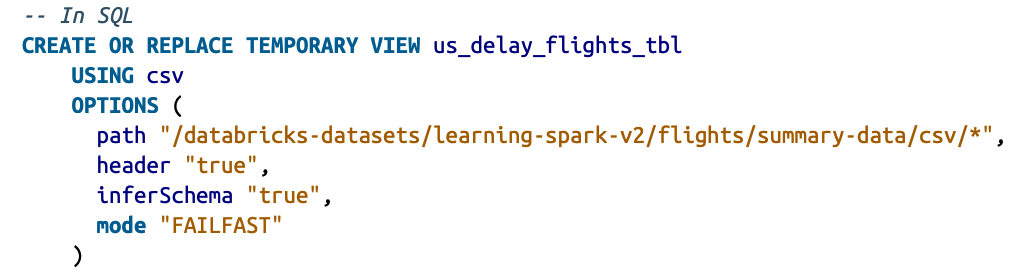 -- In SQL
CREATE OR REPLACE TEMPORARY VIEW us_delay_flights_tbl
    USING csv
    OPTIONS (
      path "/databricks-datasets/learning-spark-v2/flights/summary-data/csv/*",
      header "true",
      inferSchema "true",
      mode "FAILFAST"
    )